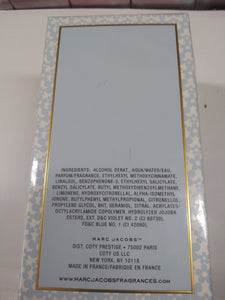 INGREDIENTS: ALCOHOL DENAT., AQUA/WATER/EAU,
PARFUM/FRAGRANCE, ETHYLHEXYL METHOXYCINNAMATE,
LINALOOL, BENZOPHENONE-3, ETHYLHEXYL SALICYLATE,
BENZYL SALICYLATE, BUTYL METHOXYDIBENZOYLMETHANE,
LIMONENE, HYDROXYCITRONELLAL, ALPHA-ISOMETHYL
IONONE, BUTYLPHENYL METHYLPROPIONAL, CITRONELLOL,
PROPYLENE GLYCOL, BHT, GERANIOL, CITRAL, ACRYLATES/
OCTYLACRYLAMIDE COPOLYMER, HYDROLYZED JOJOBA
ESTERS, EXT. D&C VIOLET NO. 2 (CI 60730),
FD&C BLUE NO. 1 (CI 42090).
MARC JACOBS
DIST. COTY PRESTIGE • 75002 PARIS
COTY US LLC
NEW YORK, NY 10118
MADE IN FRANCE/FABRIQUÉ EN FRANCE
WWW.MARCJACOBSFRAGRANCES.COM